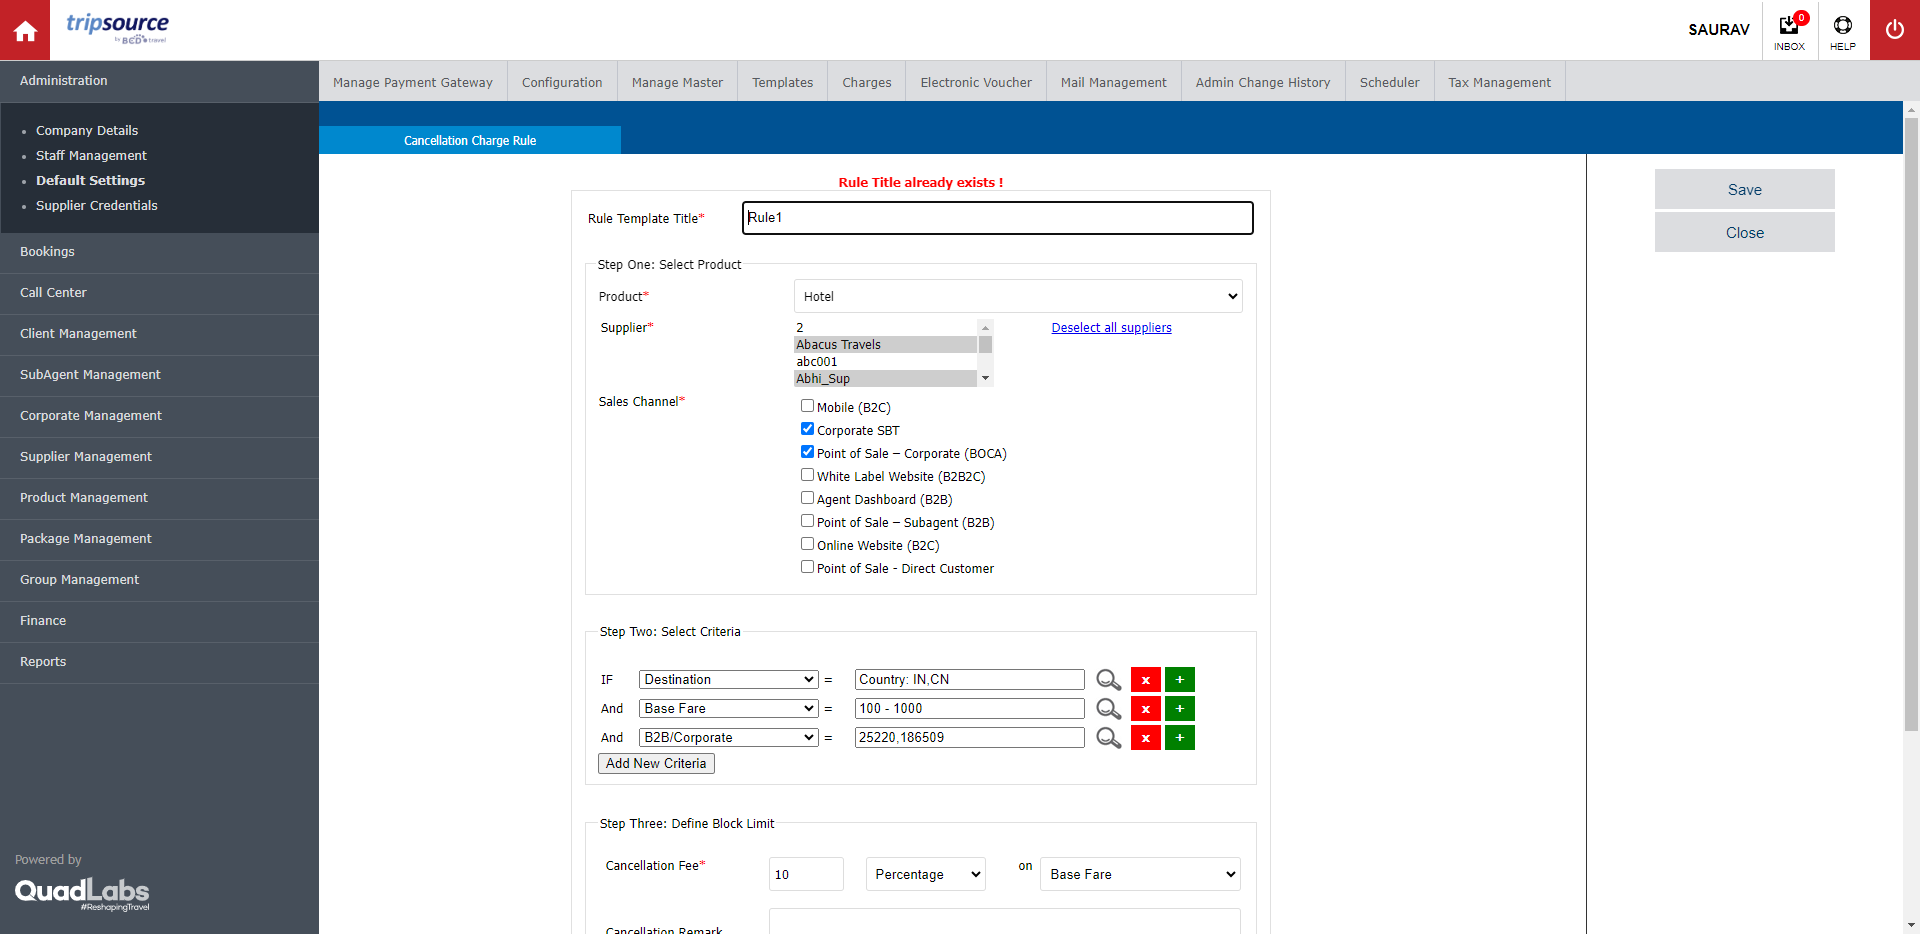 tripsource
by BCD travel
SAURAV
0
INBOX
HELP
Administration
Company Details
Staff Management
Default Settings
Supplier Credentials
Bookings
Call Center
Client Management
SubAgent Management
Corporate Management
Supplier Management
Product Management
Package Management
Group Management
Finance
Reports
Powered by
QuadLabs
#ReshapingTravel
Manage Payment Gateway
Configuration
Manage Master
Templates
Charges
Electronic Voucher
Mail Management
Admin Change History
Scheduler
Tax Management
Cancellation Charge Rule
Rule Title already exists !
Rule Template Title* Rule1
Step One: Select Product
Product* Hotel
Supplier* 2 Deselect all suppliers
Abacus Travels
abc001
Abhi_Sup
Sales Channel*
Mobile (B2C)
Corporate SBT
Point of Sale – Corporate (BOCA)
White Label Website (B2B2C)
Agent Dashboard (B2B)
Point of Sale – Subagent (B2B)
Online Website (B2C)
Point of Sale - Direct Customer
Step Two: Select Criteria
IF Destination = Country: IN,CN x +
And Base Fare = 100 - 1000 x +
And B2B/Corporate = 25220,186509 x +
Add New Criteria
Step Three: Define Block Limit
Cancellation Fee* 10 Percentage on Base Fare
Cancellation Remark
Save
Close